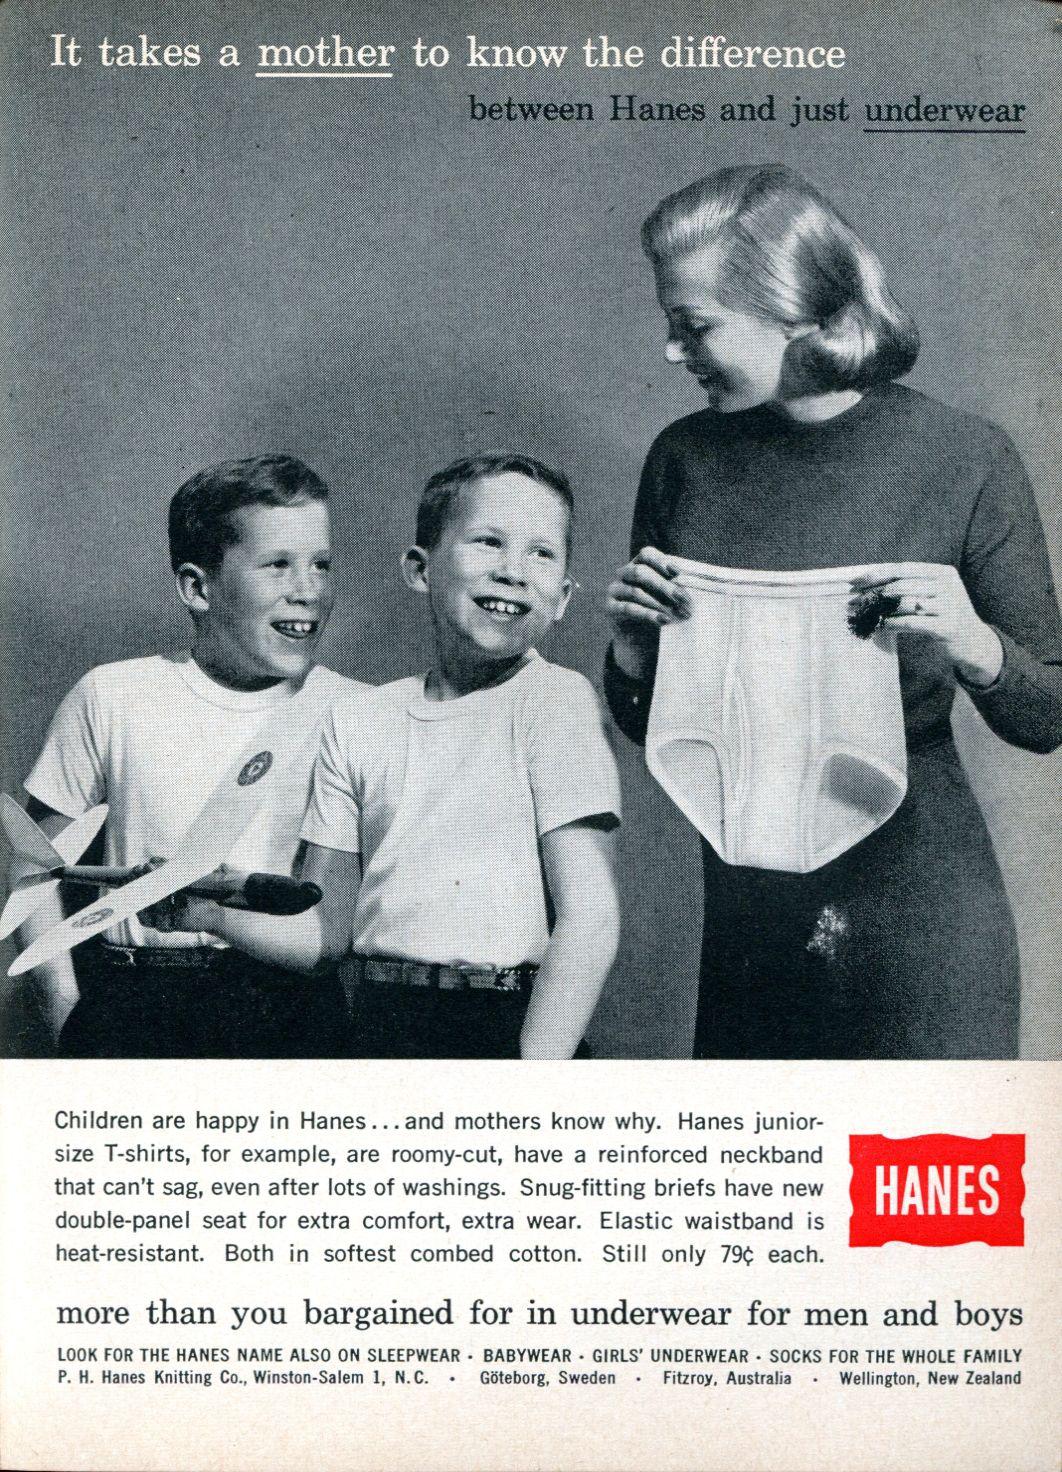 It takes a mother to know the difference
between Hanes and just underwear
Children are happy in Hanes...and mothers know why. Hanes junior-
size T-shirts, for example, are roomy-cut, have a reinforced neckband
that can't sag, even after lots of washings. Snug-fitting briefs have new
double-panel seat for extra comfort, extra wear. Elastic waistband is
heat-resistant. Both in softest combed cotton. Still only 79¢ each.
HANES
more than you bargained for in underwear for men and boys
LOOK FOR THE HANES NAME ALSO ON SLEEPWEAR · BABYWEAR · GIRLS' UNDERWEAR · SOCKS FOR THE WHOLE FAMILY
P. H. Hanes Knitting Co., Winston-Salem 1, N.C. · Göteborg, Sweden · Fitzroy, Australia · Wellington, New Zealand